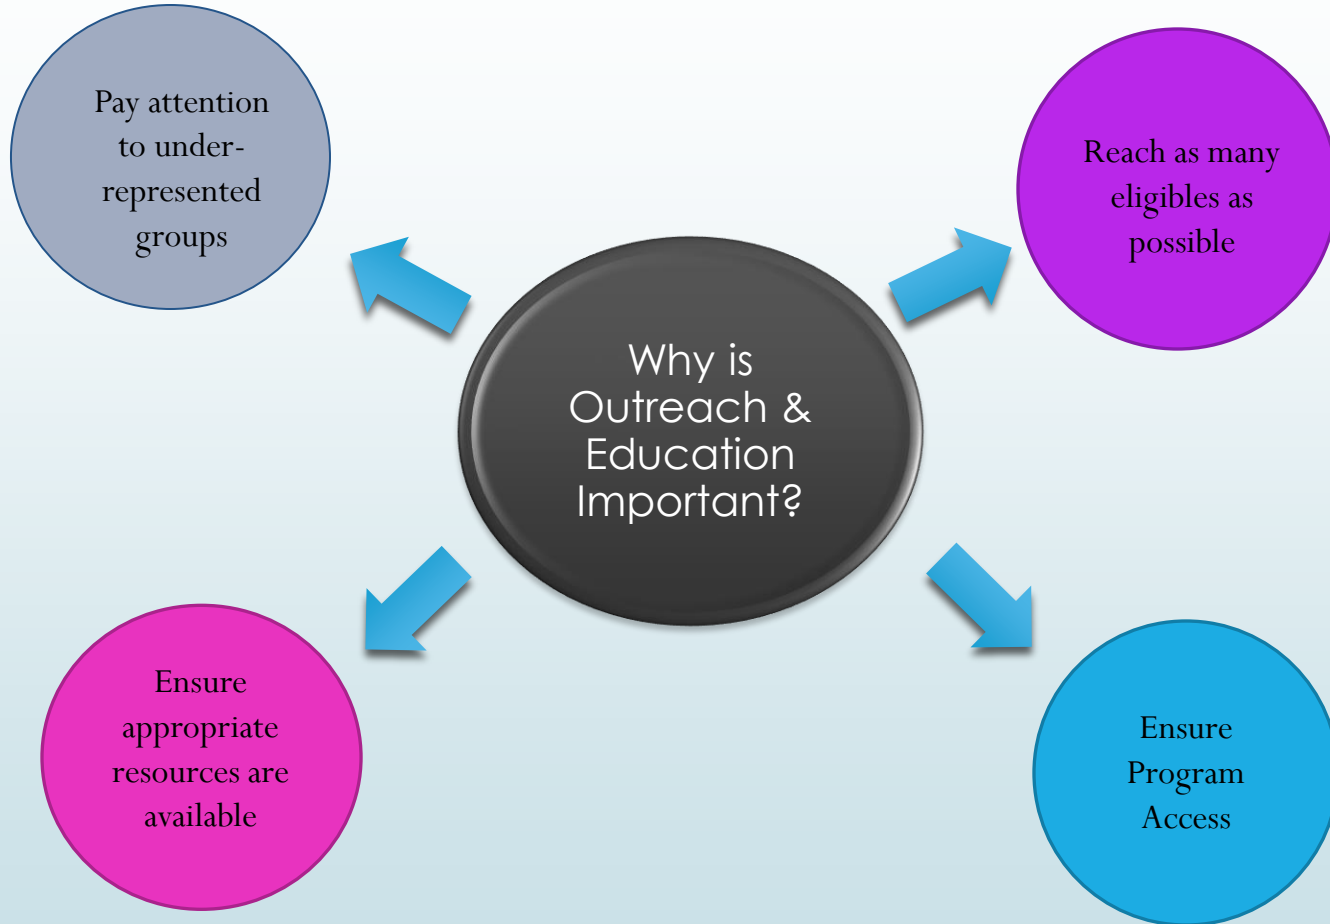 Pay attention
to under-
represented
groups
Reach as many
eligibles as
possible
Why is
Outreach &
Education
Important?
Ensure
appropriate
resources are
available
Ensure
Program
Access